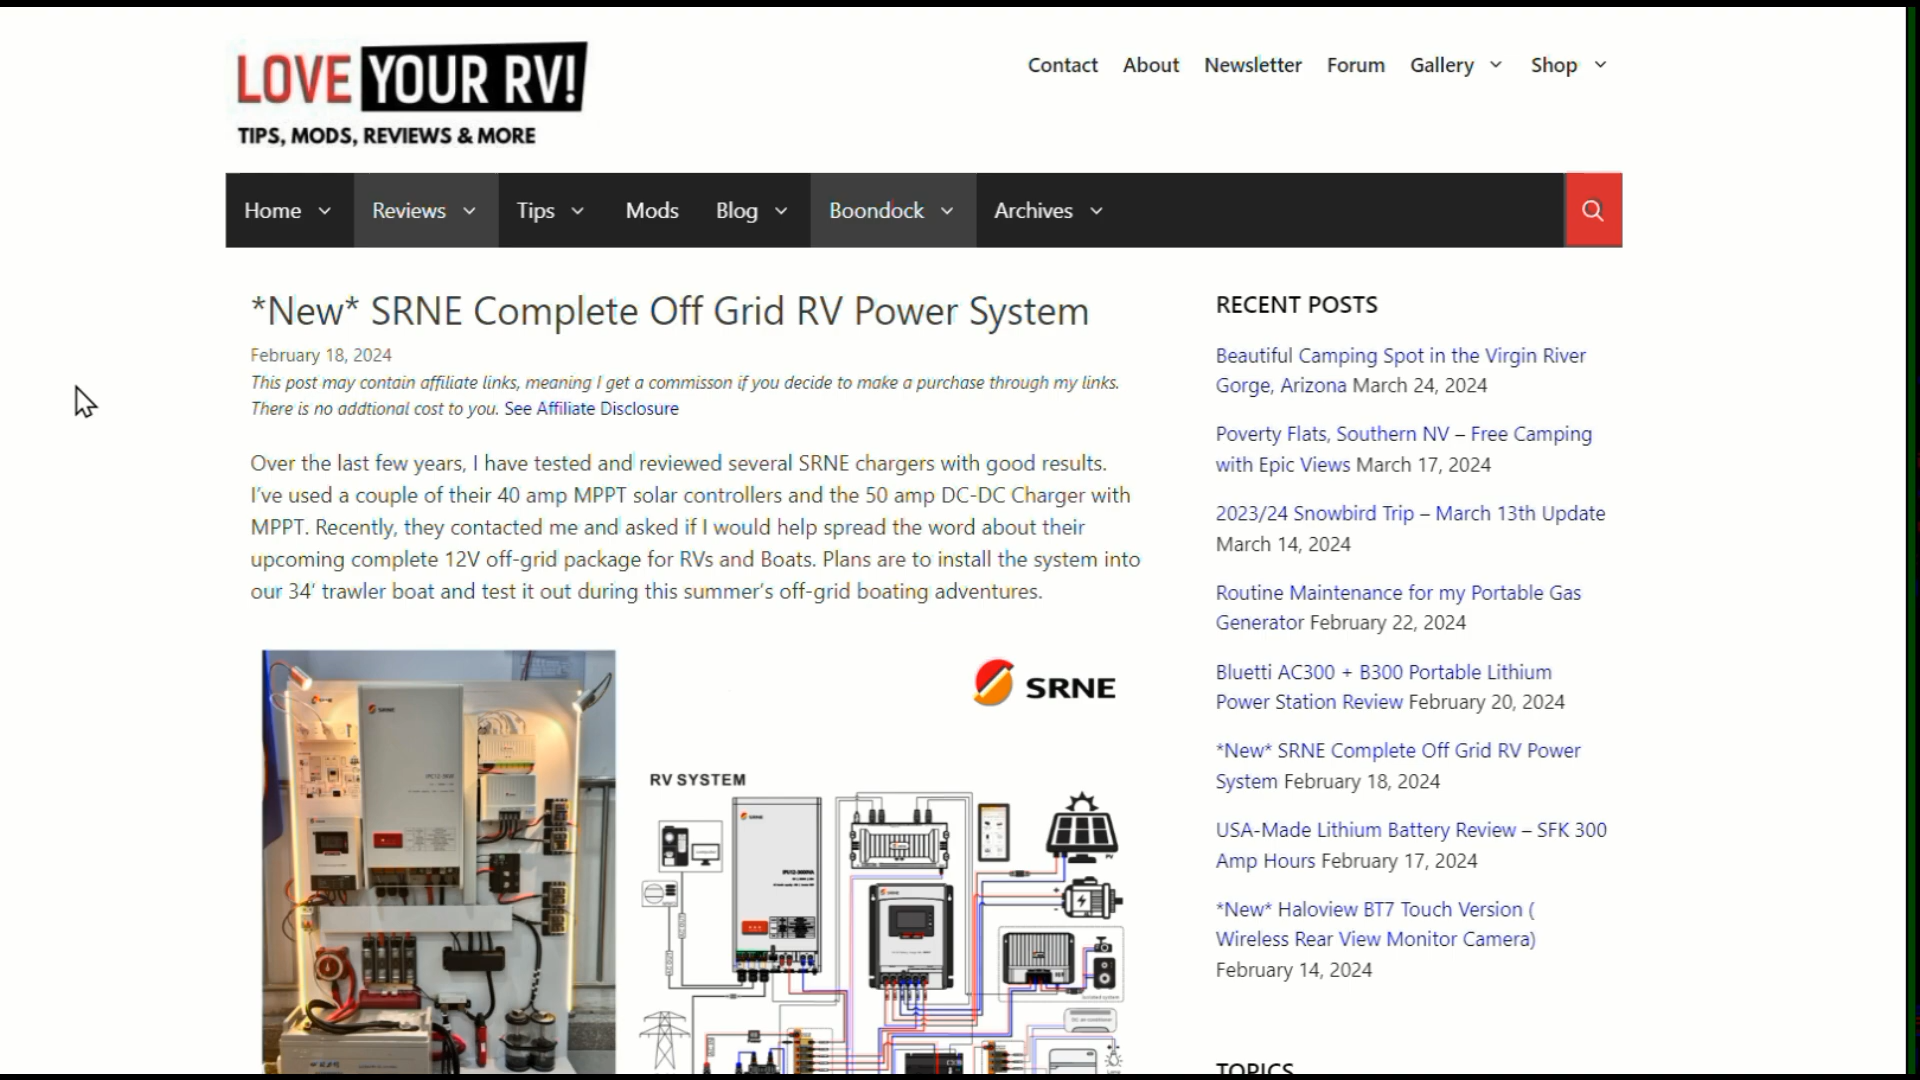 LOVE YOUR RV!
TIPS, MODS, REVIEWS & MORE
Contact About Newsletter Forum Gallery Shop
Home Reviews Tips Mods Blog Boondock Archives
*New* SRNE Complete Off Grid RV Power System
February 18, 2024
This post may contain affiliate links, meaning I get a commisson if you decide to make a purchase through my links.
There is no addtional cost to you. See Affiliate Disclosure
Over the last few years, I have tested and reviewed several SRNE chargers with good results.
I've used a couple of their 40 amp MPPT solar controllers and the 50 amp DC-DC Charger with
MPPT. Recently, they contacted me and asked if I would help spread the word about their
upcoming complete 12V off-grid package for RVs and Boats. Plans are to install the system into
our 34' trawler boat and test it out during this summer's off-grid boating adventures.
SRNE
SRNE
RV SYSTEM
PV
RECENT POSTS
Beautiful Camping Spot in the Virgin River
Gorge, Arizona March 24, 2024
Poverty Flats, Southern NV – Free Camping
with Epic Views March 17, 2024
2023/24 Snowbird Trip – March 13th Update
March 14, 2024
Routine Maintenance for my Portable Gas
Generator February 22, 2024
Bluetti AC300 + B300 Portable Lithium
Power Station Review February 20, 2024
*New* SRNE Complete Off Grid RV Power
System February 18, 2024
USA-Made Lithium Battery Review – SFK 300
Amp Hours February 17, 2024
*New* Haloview BT7 Touch Version (
Wireless Rear View Monitor Camera)
February 14, 2024
TOPICS